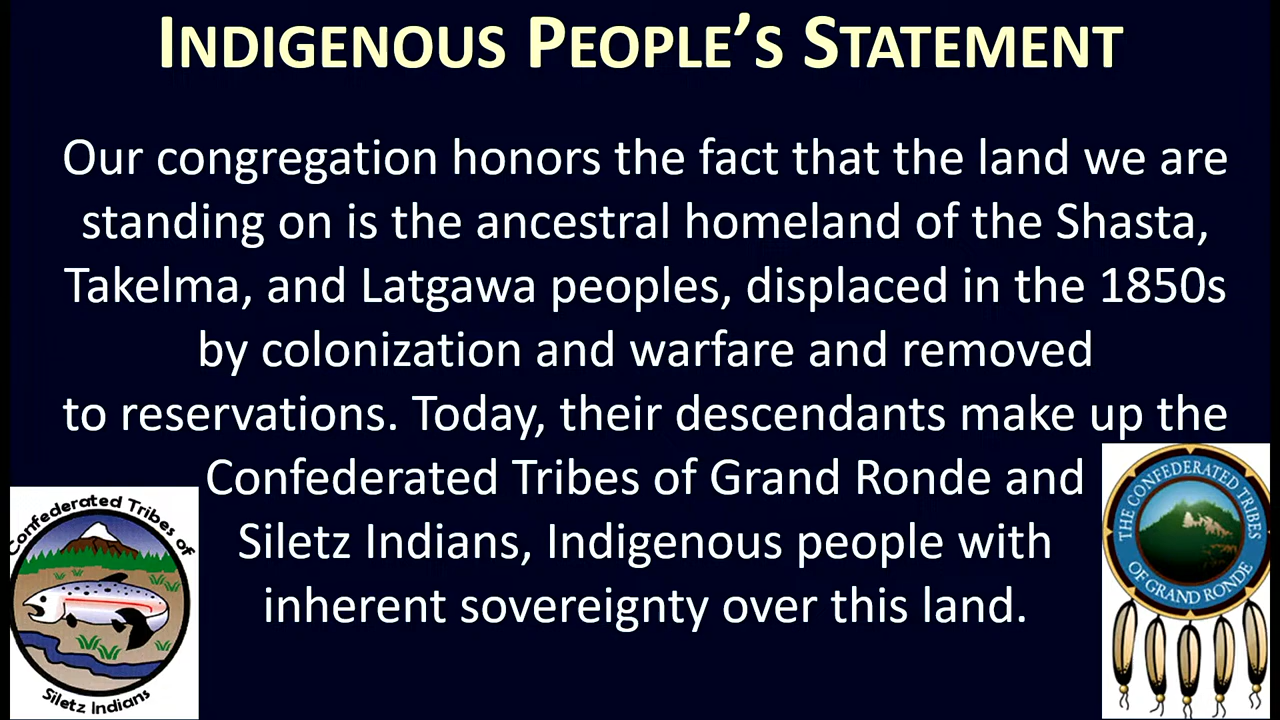 INDIGENOUS PEOPLE’S STATEMENT
Our congregation honors the fact that the land we are
standing on is the ancestral homeland of the Shasta,
Takelma, and Latgawa peoples, displaced in the 1850s
by colonization and warfare and removed
to reservations. Today, their descendants make up the
Confederated Tribes of Grand Ronde and
Siletz Indians, Indigenous people with
inherent sovereignty over this land.
Confederated Tribes of
Siletz Indians
THE CONFEDERATED TRIBES
OF GRAND RONDE